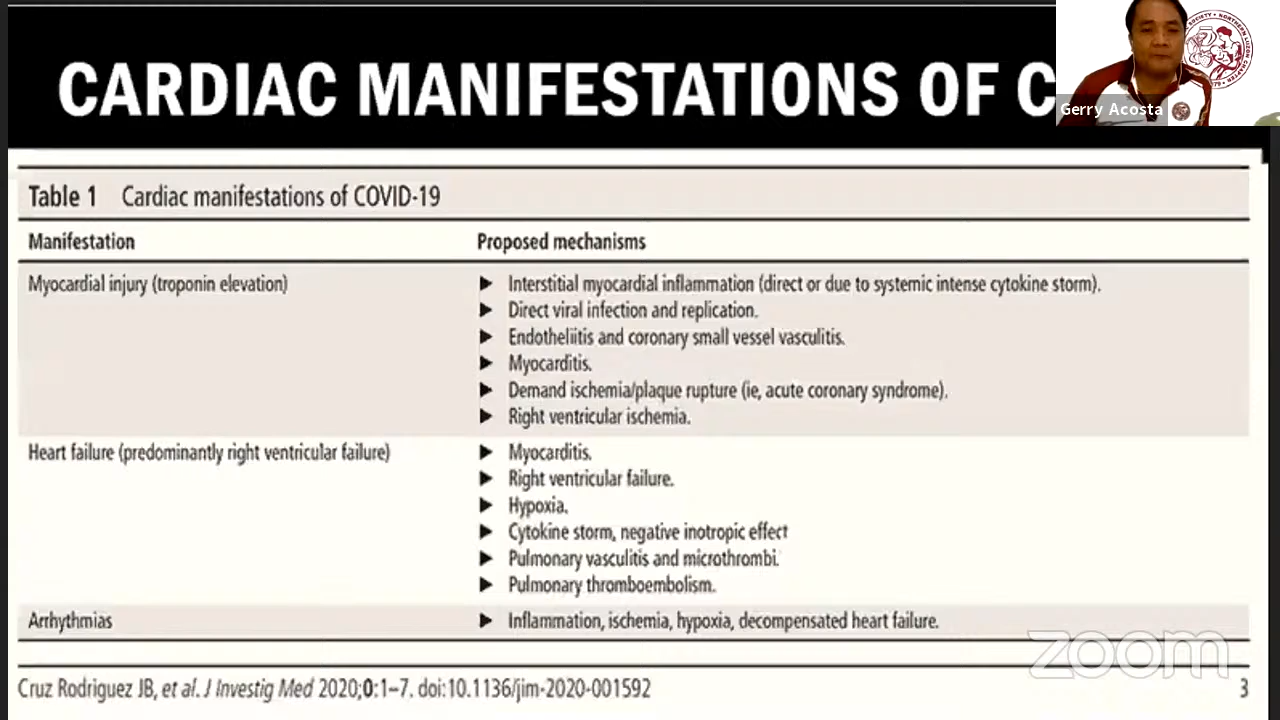 CARDIAC MANIFESTATIONS OF C
Gerry Acosta
Table 1 Cardiac manifestations of COVID-19
Manifestation Proposed mechanisms
Myocardial injury (troponin elevation) ► Interstitial myocardial inflammation (direct or due to systemic intense cytokine storm).
► Direct viral infection and replication.
► Endotheliitis and coronary small vessel vasculitis.
► Myocarditis.
► Demand ischemia/plaque rupture (ie, acute coronary syndrome).
► Right ventricular ischemia.
Heart failure (predominantly right ventricular failure) ► Myocarditis.
► Right ventricular failure.
► Hypoxia.
► Cytokine storm, negative inotropic effect
► Pulmonary vasculitis and microthrombi.
► Pulmonary thromboembolism.
Arrhythmias ► Inflammation, ischemia, hypoxia, decompensated heart failure.
zoom
Cruz Rodriguez JB, et al. J Investig Med 2020;0:1–7. doi:10.1136/jim-2020-001592 3